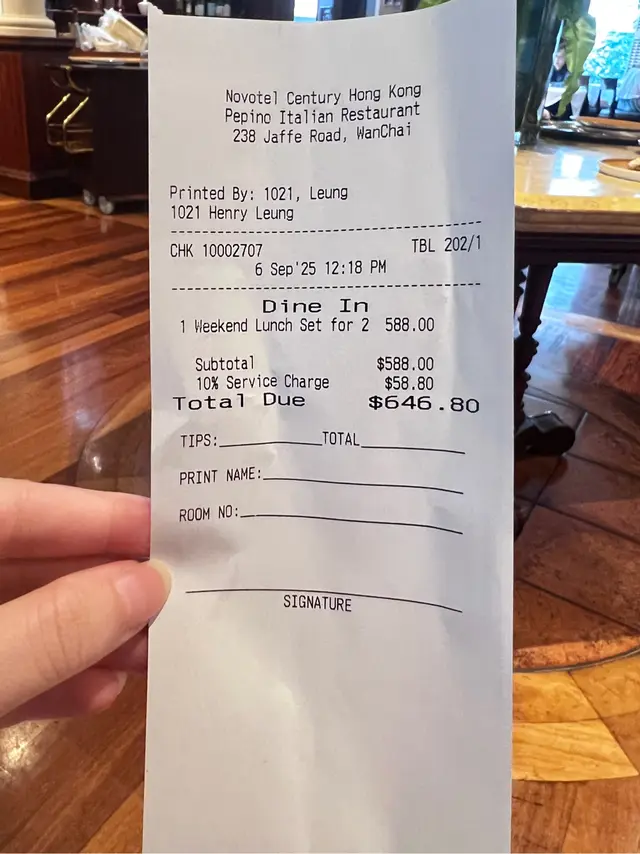 Novotel Century Hong Kong
Pepino Italian Restaurant
238 Jaffe Road, WanChai
Printed By: 1021, Leung
1021 Henry Leung
CHK 10002707 TBL 202/1
6 Sep'25 12:18 PM
Dine In
1 Weekend Lunch Set for 2 588.00
Subtotal $588.00
10% Service Charge $58.80
Total Due $646.80
TIPS:__________TOTAL__________
PRINT NAME:____________________
ROOM NO:____________________
SIGNATURE